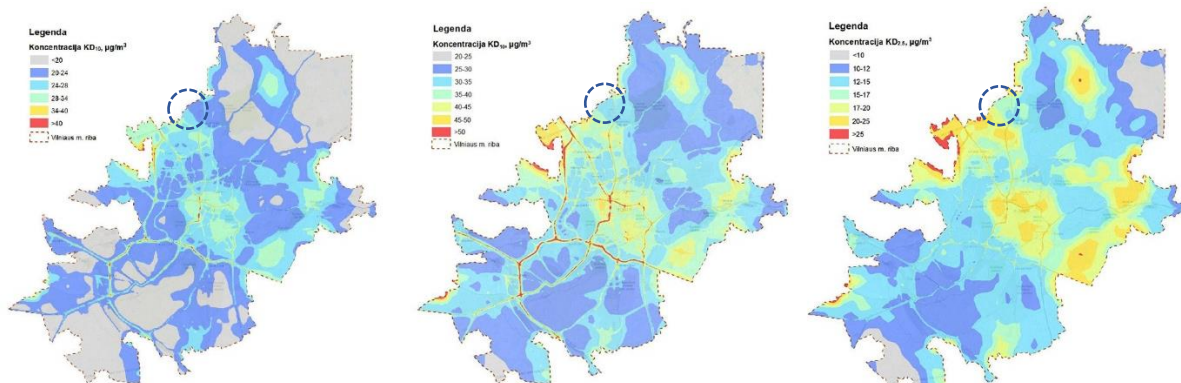 Legenda
Koncentracija KD10, µg/m³
<20
20-24
24-28
28-34
34-40
>40
Vilniaus m. riba
Legenda
Koncentracija KD10, µg/m³
20-25
25-30
30-35
35-40
40-45
45-50
>50
Vilniaus m. riba
Legenda
Koncentracija KD2,5, µg/m³
<10
10-12
12-15
15-17
17-20
20-25
>25
Vilniaus m. riba